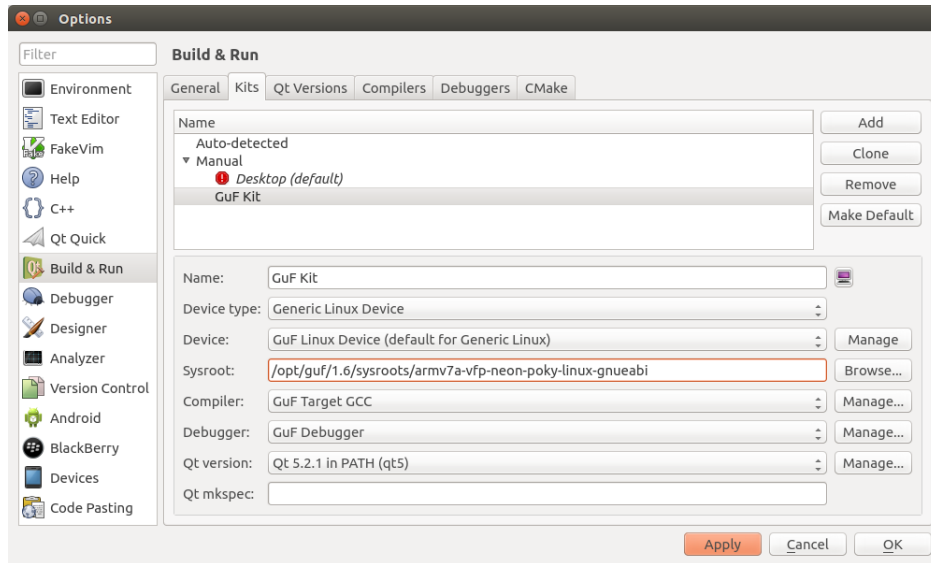 Options
Filter
Environment
Text Editor
FakeVim
Help
C++
Qt Quick
Build & Run
Debugger
Designer
Analyzer
Version Control
Android
BlackBerry
Devices
Code Pasting
Build & Run
General Kits Qt Versions Compilers Debuggers CMake
Name
Auto-detected
Manual
Desktop (default)
GuF Kit
Add
Clone
Remove
Make Default
Name: GuF Kit
Device type: Generic Linux Device
Device: GuF Linux Device (default for Generic Linux) Manage
Sysroot: /opt/guf/1.6/sysroots/armv7a-vfp-neon-poky-linux-gnueabi Browse...
Compiler: GuF Target GCC Manage...
Debugger: GuF Debugger Manage...
Qt version: Qt 5.2.1 in PATH (qt5) Manage...
Qt mkspec:
Apply Cancel OK